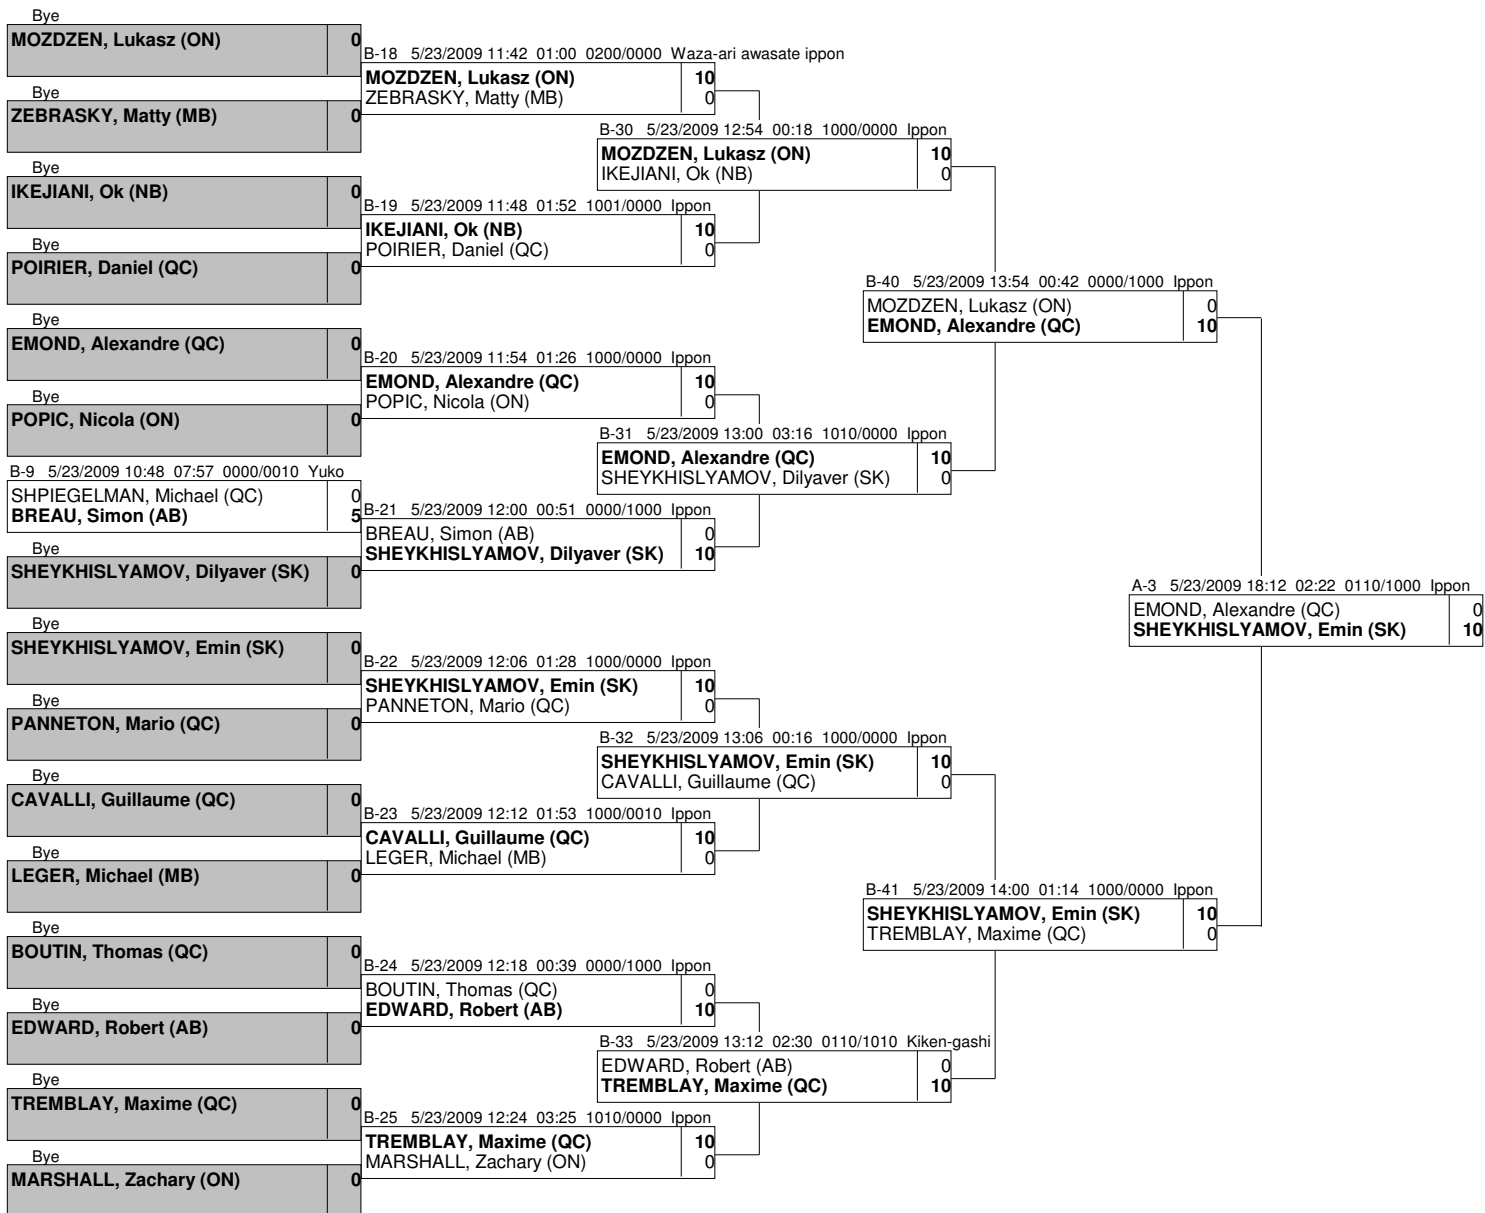 Bye
MOZDZEN, Lukasz (ON) 0
Bye
ZEBRASKY, Matty (MB) 0
Bye
IKEJIANI, Ok (NB) 0
Bye
POIRIER, Daniel (QC) 0
Bye
EMOND, Alexandre (QC) 0
Bye
POPIC, Nicola (ON) 0
B-9 5/23/2009 10:48 07:57 0000/0010 Yuko
SHPIEGELMAN, Michael (QC) 0
BREAU, Simon (AB) 5
Bye
SHEYKHISLYAMOV, Dilyaver (SK) 0
Bye
SHEYKHISLYAMOV, Emin (SK) 0
Bye
PANNETON, Mario (QC) 0
Bye
CAVALLI, Guillaume (QC) 0
Bye
LEGER, Michael (MB) 0
Bye
BOUTIN, Thomas (QC) 0
Bye
EDWARD, Robert (AB) 0
Bye
TREMBLAY, Maxime (QC) 0
Bye
MARSHALL, Zachary (ON) 0
B-18 5/23/2009 11:42 01:00 0200/0000 Waza-ari awasate ippon
MOZDZEN, Lukasz (ON) 10
ZEBRASKY, Matty (MB) 0
B-19 5/23/2009 11:48 01:52 1001/0000 Ippon
IKEJIANI, Ok (NB) 10
POIRIER, Daniel (QC) 0
B-20 5/23/2009 11:54 01:26 1000/0000 Ippon
EMOND, Alexandre (QC) 10
POPIC, Nicola (ON) 0
B-21 5/23/2009 12:00 00:51 0000/1000 Ippon
BREAU, Simon (AB) 0
SHEYKHISLYAMOV, Dilyaver (SK) 10
B-22 5/23/2009 12:06 01:28 1000/0000 Ippon
SHEYKHISLYAMOV, Emin (SK) 10
PANNETON, Mario (QC) 0
B-23 5/23/2009 12:12 01:53 1000/0010 Ippon
CAVALLI, Guillaume (QC) 10
LEGER, Michael (MB) 0
B-24 5/23/2009 12:18 00:39 0000/1000 Ippon
BOUTIN, Thomas (QC) 0
EDWARD, Robert (AB) 10
B-25 5/23/2009 12:24 03:25 1010/0000 Ippon
TREMBLAY, Maxime (QC) 10
MARSHALL, Zachary (ON) 0
B-30 5/23/2009 12:54 00:18 1000/0000 Ippon
MOZDZEN, Lukasz (ON) 10
IKEJIANI, Ok (NB) 0
B-31 5/23/2009 13:00 03:16 1010/0000 Ippon
EMOND, Alexandre (QC) 10
SHEYKHISLYAMOV, Dilyaver (SK) 0
B-32 5/23/2009 13:06 00:16 1000/0000 Ippon
SHEYKHISLYAMOV, Emin (SK) 10
CAVALLI, Guillaume (QC) 0
B-33 5/23/2009 13:12 02:30 0110/1010 Kiken-gashi
EDWARD, Robert (AB) 0
TREMBLAY, Maxime (QC) 10
B-40 5/23/2009 13:54 00:42 0000/1000 Ippon
MOZDZEN, Lukasz (ON) 0
EMOND, Alexandre (QC) 10
B-41 5/23/2009 14:00 01:14 1000/0000 Ippon
SHEYKHISLYAMOV, Emin (SK) 10
TREMBLAY, Maxime (QC) 0
A-3 5/23/2009 18:12 02:22 0110/1000 Ippon
EMOND, Alexandre (QC) 0
SHEYKHISLYAMOV, Emin (SK) 10